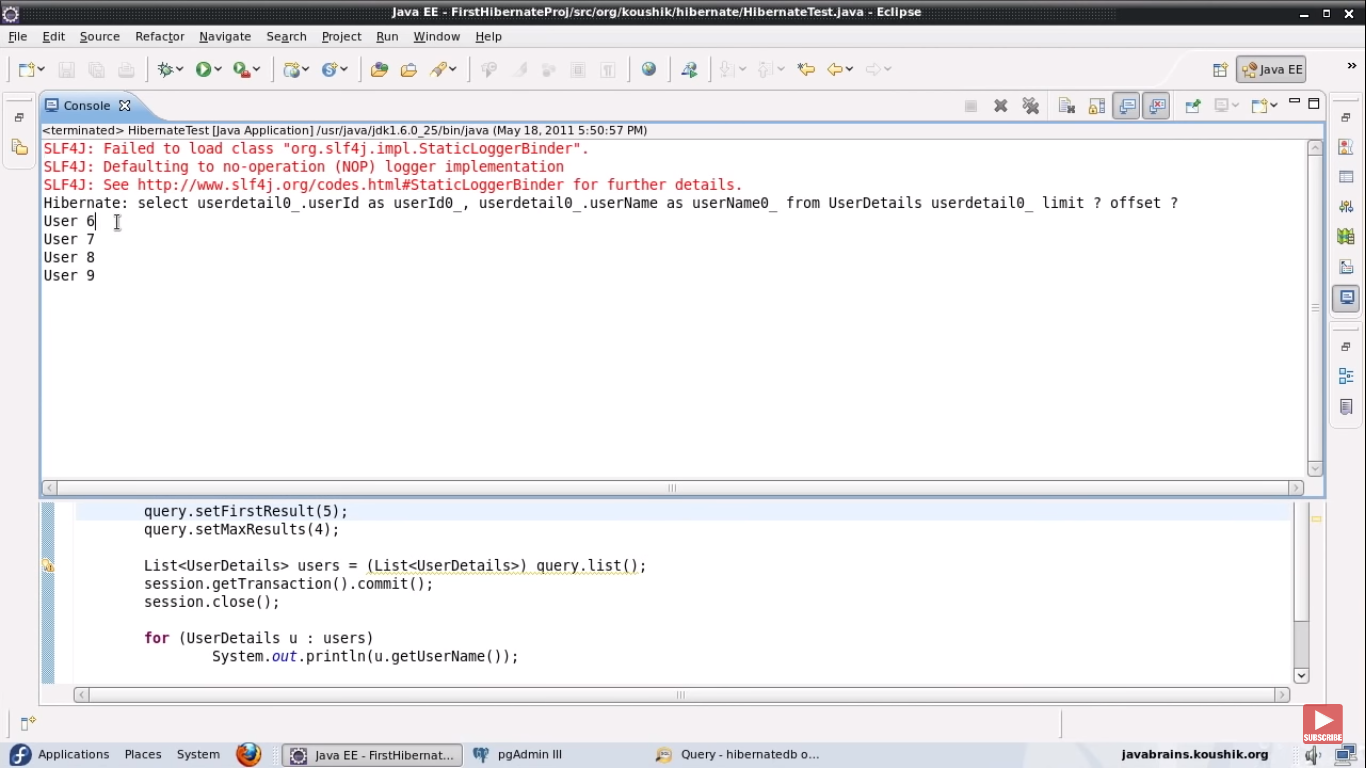 Java EE - FirstHibernateProj/src/org/koushik/hibernate/HibernateTest.java - Eclipse
File Edit Source Refactor Navigate Search Project Run Window Help
Java EE
Console
<terminated> HibernateTest [Java Application] /usr/java/jdk1.6.0_25/bin/java (May 18, 2011 5:50:57 PM)
SLF4J: Failed to load class "org.slf4j.impl.StaticLoggerBinder".
SLF4J: Defaulting to no-operation (NOP) logger implementation
SLF4J: See http://www.slf4j.org/codes.html#StaticLoggerBinder for further details.
Hibernate: select userdetail0_.userId as userId0_, userdetail0_.userName as userName0_ from UserDetails userdetail0_ limit ? offset ?
User 6
User 7
User 8
User 9
query.setFirstResult(5);
query.setMaxResults(4);
List<UserDetails> users = (List<UserDetails>) query.list();
session.getTransaction().commit();
session.close();
for (UserDetails u : users)
System.out.println(u.getUserName());
SUBSCRIBE
Applications Places System Java EE - FirstHibernat... pgAdmin III Query - hibernatedb o... javabrains.koushik.org